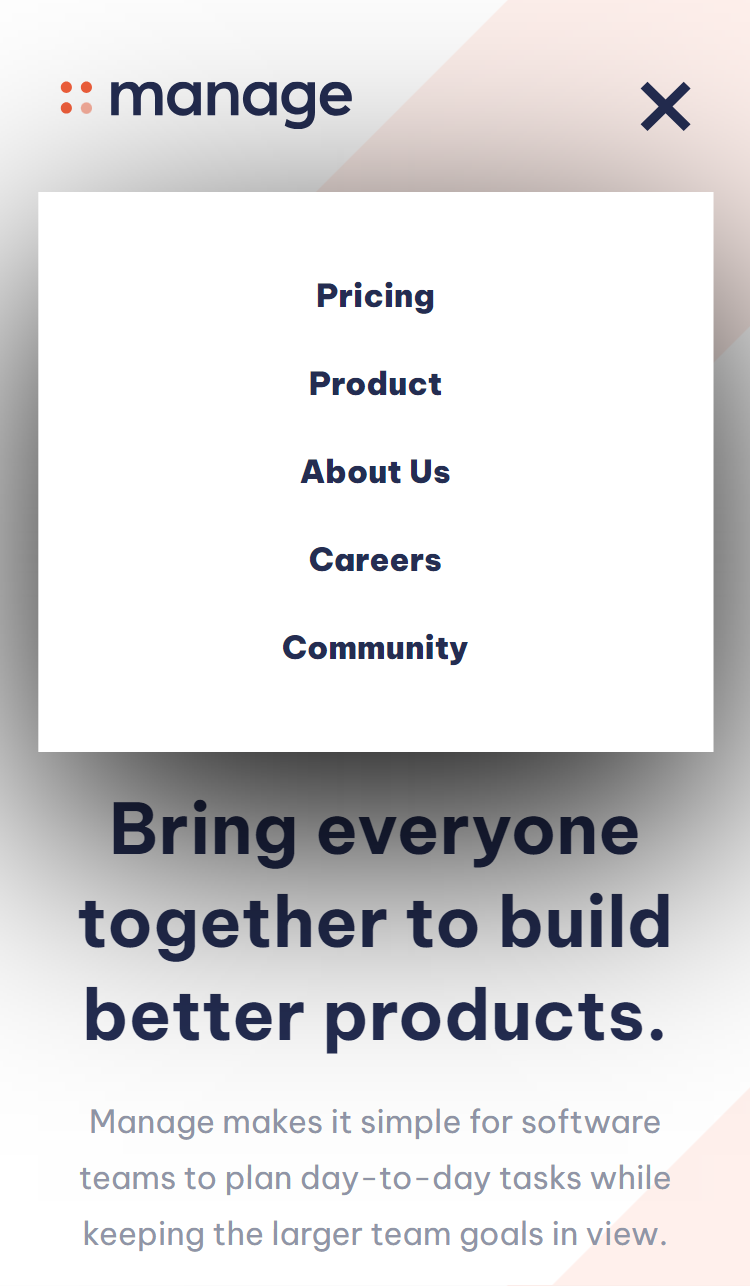 manage
Pricing
Product
About Us
Careers
Community
Bring everyone
together to build
better products.
Manage makes it simple for software
teams to plan day-to-day tasks while
keeping the larger team goals in view.